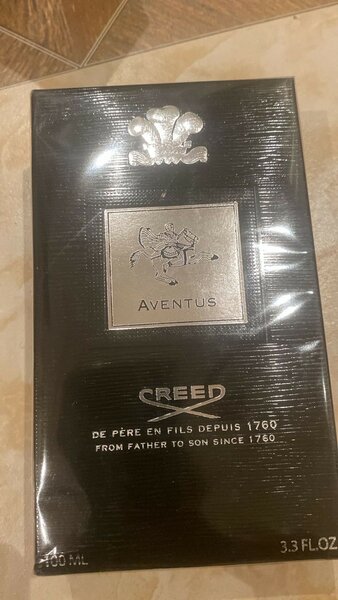 AVENTUS
CREED
DE PÈRE EN FILS DEPUIS 1760
FROM FATHER TO SON SINCE 1760
100 ML
3.3 FL.OZ